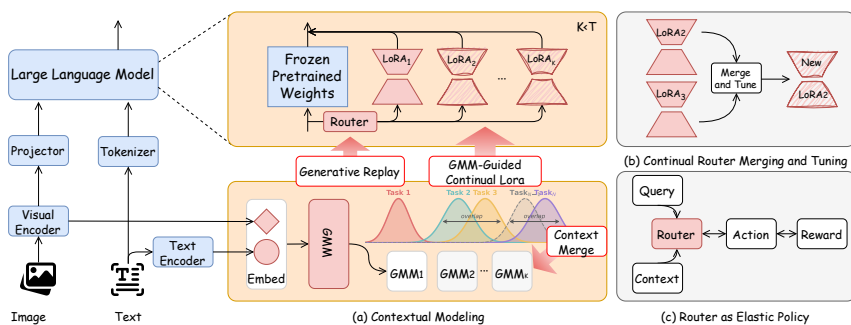 Large Language Model
Projector
Tokenizer
Visual
Encoder
Text
Encoder
Image
Text
K<T
Frozen
Pretrained
Weights
LoRA1
LoRA2
...
LoRAK
Router
Generative Replay
GMM-Guided
Continual Lora
Task 1
Task 2
Task 3
TaskN
overlap
overlap
Embed
GMM
GMM1
GMM2
...
GMMK
Context
Merge
(a) Contextual Modeling
LoRA2
LoRA3
Merge
and Tune
New
LoRA2
(b) Continual Router Merging and Tuning
Query
Router
Action
Reward
Context
(c) Router as Elastic Policy